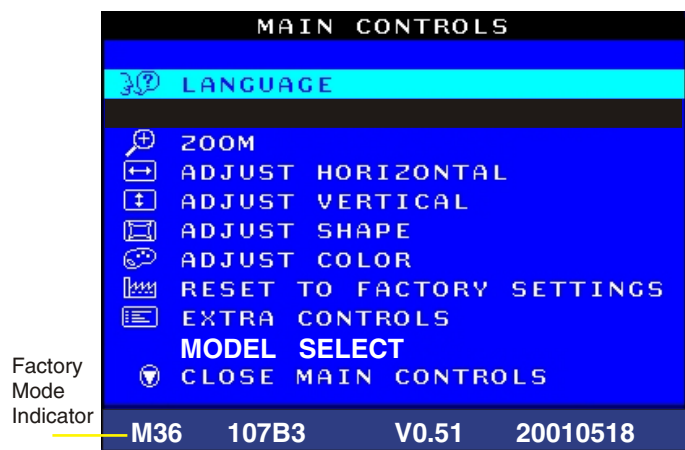 MAIN CONTROLS
LANGUAGE
ZOOM
ADJUST HORIZONTAL
ADJUST VERTICAL
ADJUST SHAPE
ADJUST COLOR
RESET TO FACTORY SETTINGS
EXTRA CONTROLS
MODEL SELECT
CLOSE MAIN CONTROLS
Factory
Mode
Indicator
M36 107B3 V0.51 20010518